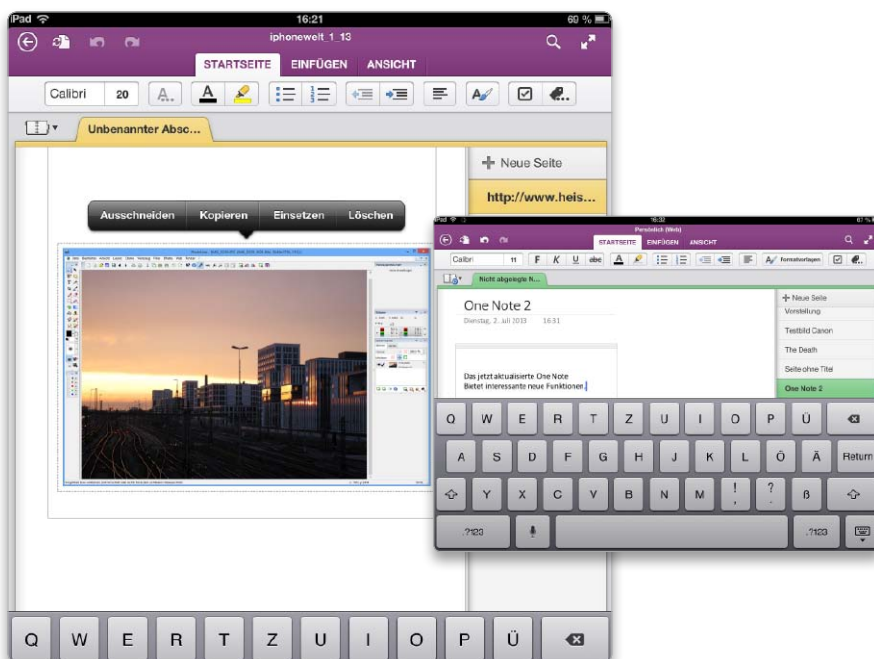 iPad 16:21 60 %
iphonewelt_1_13
STARTSEITE EINFÜGEN ANSICHT
Calibri 20 A.. A
Unbenannter Absc...
Neue Seite
http://www.heis...
Ausschneiden Kopieren Einsetzen Löschen
Q W E R T Z U I O P Ü
iPad 16:32 67 %
Persönlich (Web)
STARTSEITE EINFÜGEN ANSICHT
Calibri 11 F K U abc A Formatvorlagen
Nicht abgelegte N...
One Note 2
Dienstag, 2. Juli 2013 16:31
Das jetzt aktualisierte One Note
Bietet interessante neue Funktionen.
Neue Seite
Vorstellung
Testbild Canon
The Death
Seite ohne Titel
One Note 2
Q W E R T Z U I O P Ü
A S D F G H J K L Ö Ä Return
Y X C V B N M ! , ? . ß
.?123 .?123